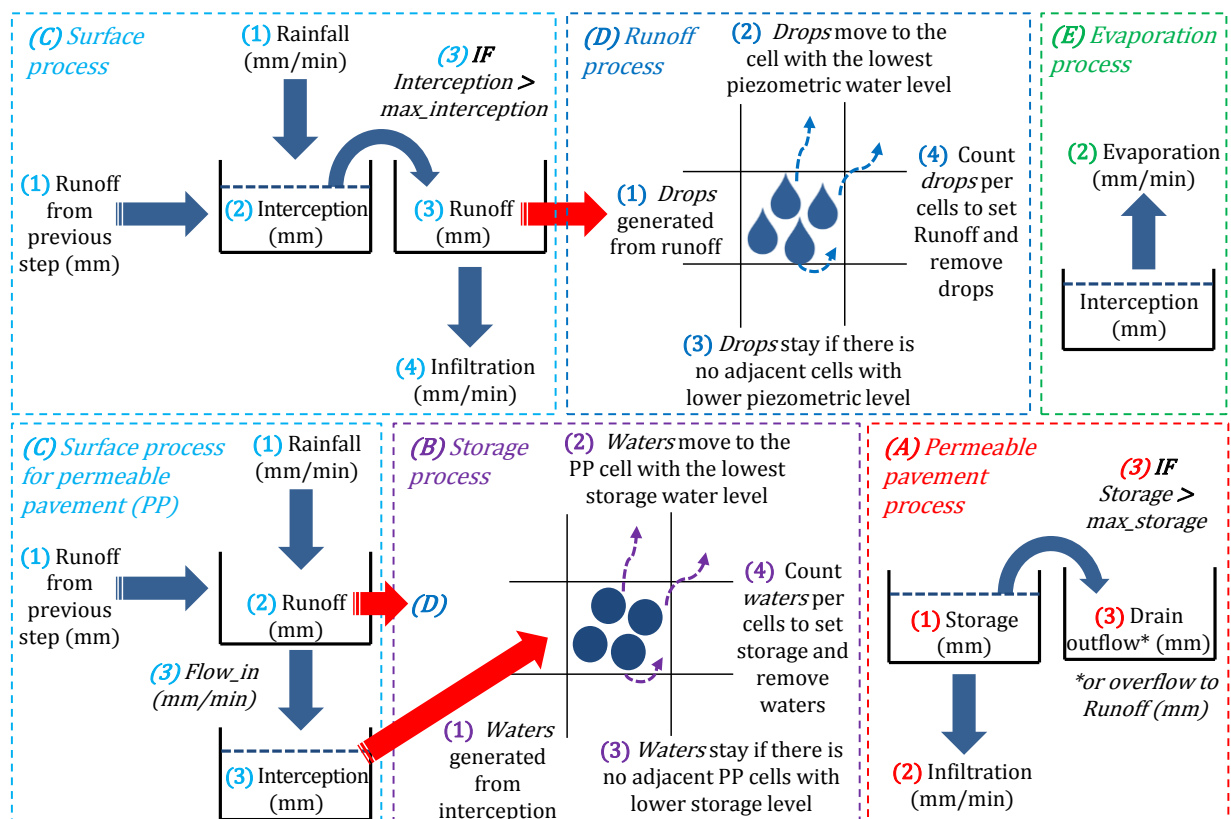 (C) Surface
process
(1) Rainfall
(mm/min)
(3) IF
Interception >
max_interception
(1) Runoff
from
previous
step (mm)
(2) Interception
(mm)
(3) Runoff
(mm)
(4) Infiltration
(mm/min)
(D) Runoff
process
(2) Drops move to the
cell with the lowest
piezometric water level
(1) Drops
generated
from runoff
(4) Count
drops per
cells to set
Runoff and
remove
drops
(3) Drops stay if there is
no adjacent cells with
lower piezometric level
(E) Evaporation
process
(2) Evaporation
(mm/min)
Interception
(mm)
(C) Surface process
for permeable
pavement (PP)
(1) Rainfall
(mm/min)
(1) Runoff
from
previous
step (mm)
(2) Runoff
(mm)
(D)
(3) Flow_in
(mm/min)
(3) Interception
(mm)
(B) Storage
process
(2) Waters move to the
PP cell with the lowest
storage water level
(4) Count
waters per
cells to set
storage and
remove
waters
(1) Waters
generated
from
interception
(3) Waters stay if there is
no adjacent PP cells with
lower storage level
(A) Permeable
pavement
process
(3) IF
Storage >
max_storage
(1) Storage
(mm)
(3) Drain
outflow* (mm)
*or overflow to
Runoff (mm)
(2) Infiltration
(mm/min)